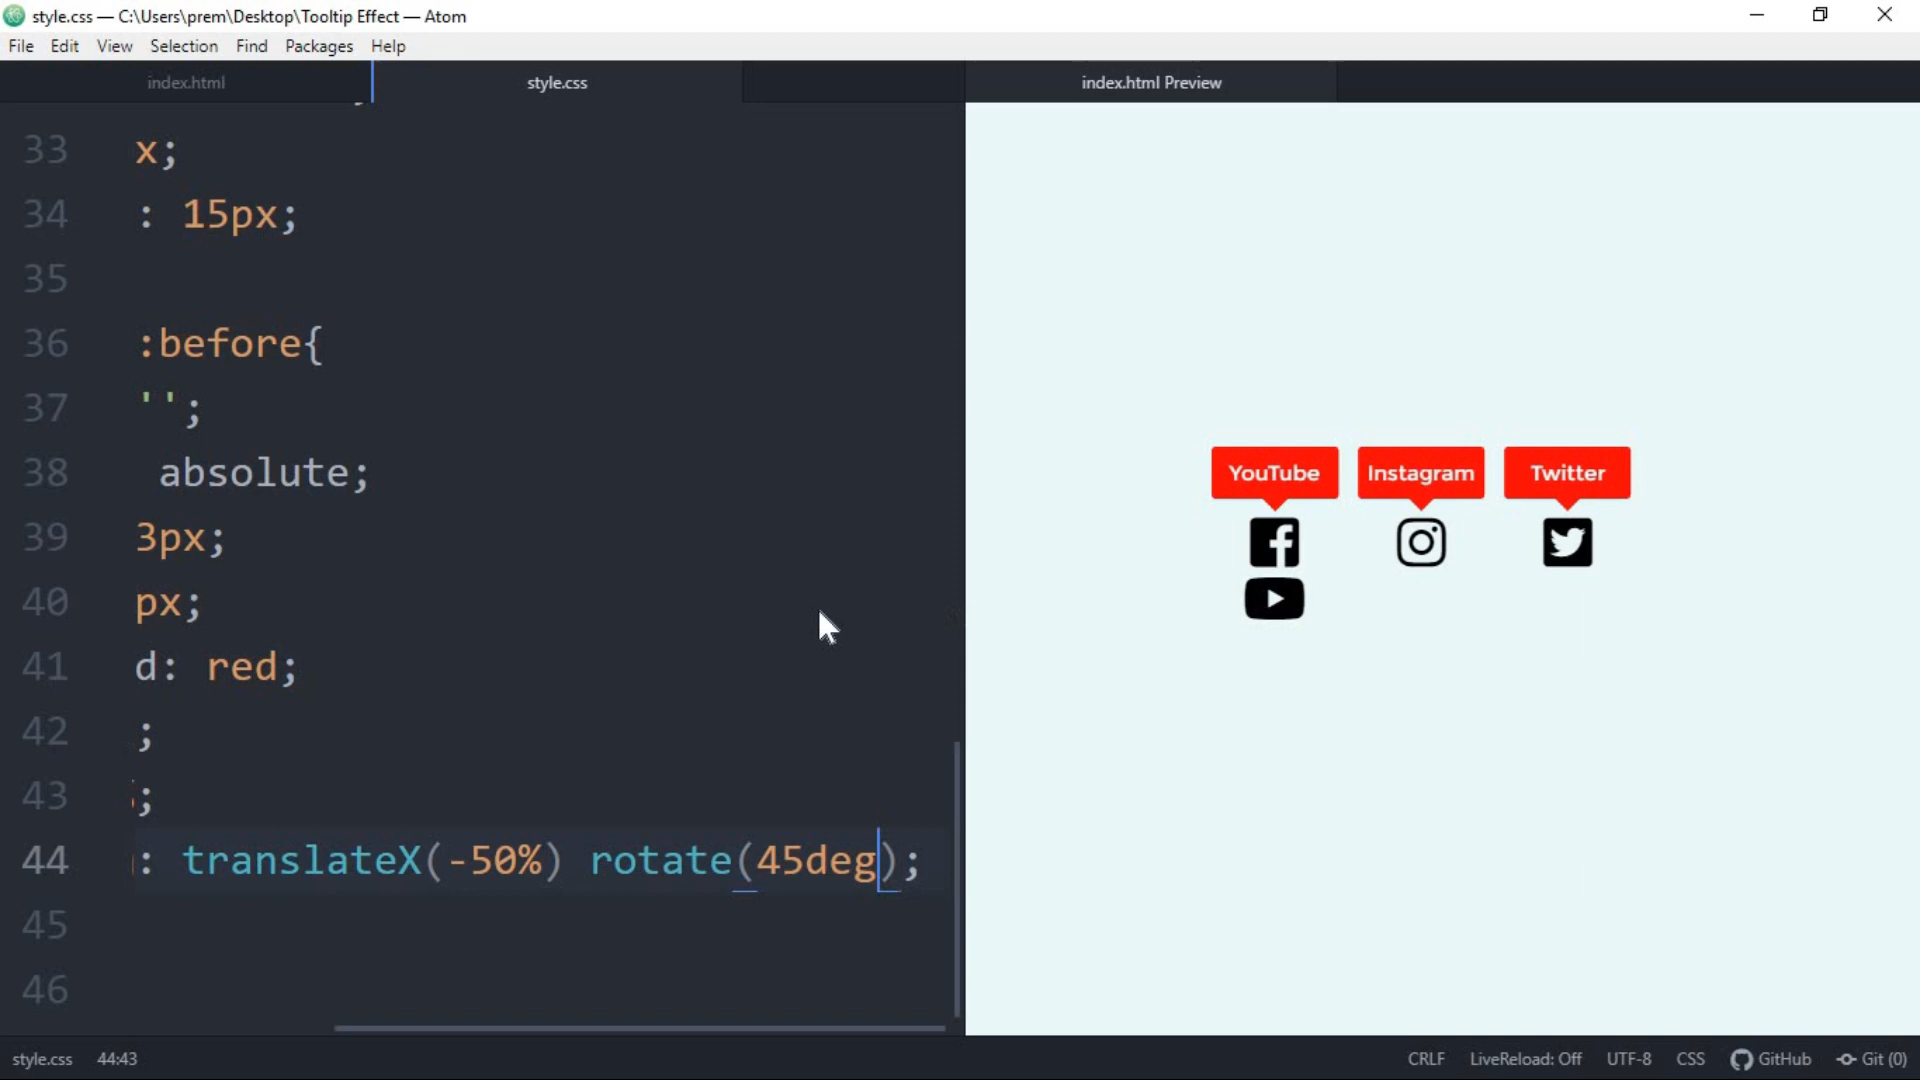 style.css — C:\Users\prem\Desktop\Tooltip Effect — Atom
File Edit View Selection Find Packages Help
index.html style.css index.html Preview
33 x;
34 : 15px;
35
36 :before{
37 '';
38 absolute;
39 3px;
40 px;
41 d: red;
42 ;
43 ;
44 : translateX(-50%) rotate(45deg);
45
46
YouTube Instagram Twitter
style.css 44:43 CRLF LiveReload: Off UTF-8 CSS GitHub Git (0)